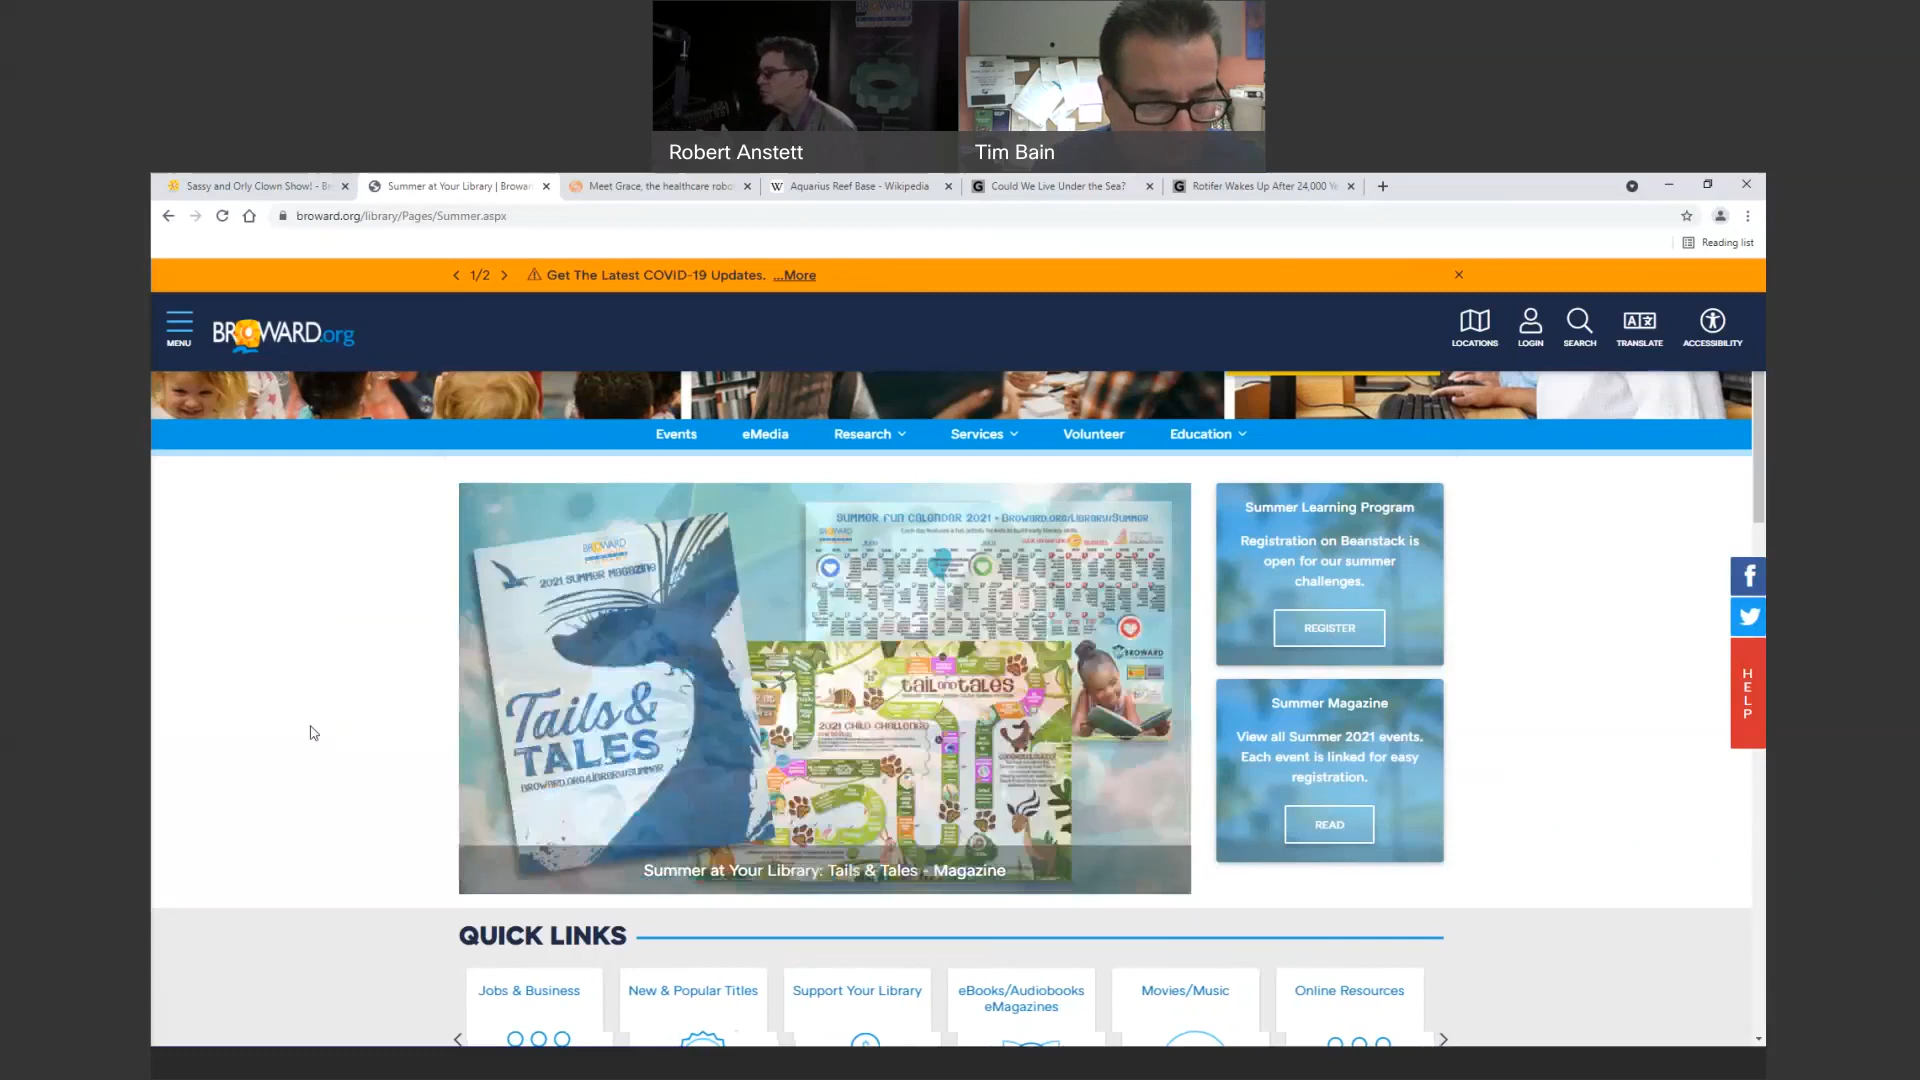 Robert Anstett
Tim Bain
Sassy and Orly Clown Show! - Br
Summer at Your Library | Browar
Meet Grace, the healthcare robo
Aquarius Reef Base - Wikipedia
Could We Live Under the Sea?
Rotifer Wakes Up After 24,000 Ye
broward.org/library/Pages/Summer.aspx
Reading list
1/2
Get The Latest COVID-19 Updates. ...More
MENU
BROWARD.org
LOCATIONS
LOGIN
SEARCH
TRANSLATE
ACCESSIBILITY
Events
eMedia
Research
Services
Volunteer
Education
BROWARD
2021 SUMMER MAGAZINE
Tails &
TALES
BROWARD.ORG/LIBRARY/SUMMER
SUMMER FUN CALENDAR 2021 • BROWARD.ORG/LIBRARY/SUMMER
BROWARD
tail and tales
2021 CHILD CHALLENGE
Summer at Your Library: Tails & Tales - Magazine
Summer Learning Program
Registration on Beanstack is
open for our summer
challenges.
REGISTER
Summer Magazine
View all Summer 2021 events.
Each event is linked for easy
registration.
READ
HELP
QUICK LINKS
Jobs & Business
New & Popular Titles
Support Your Library
eBooks/Audiobooks
eMagazines
Movies/Music
Online Resources